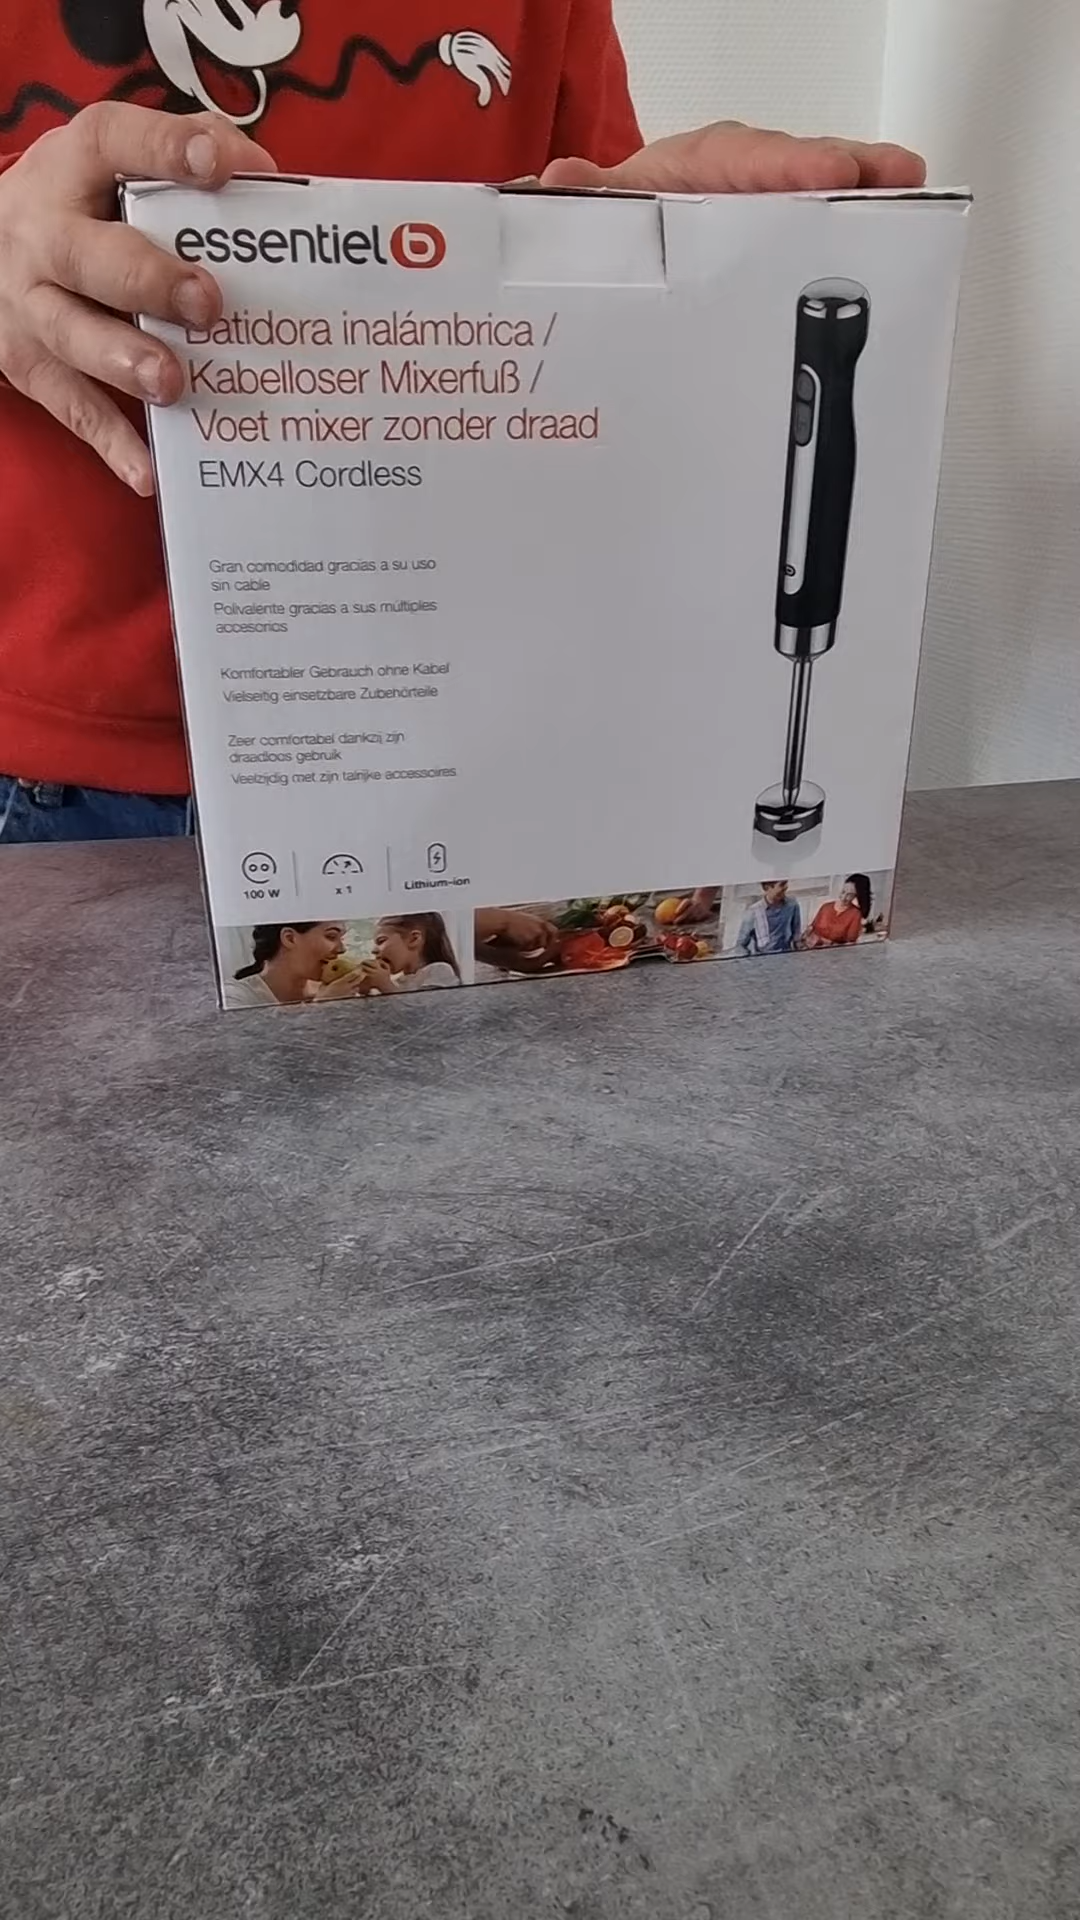 essentiel b
Batidora inalámbrica /
Kabelloser Mixerfuß /
Voet mixer zonder draad
EMX4 Cordless
Gran comodidad gracias a su uso
sin cable
Polivalente gracias a sus múltiples
accesorios
Komfortabler Gebrauch ohne Kabel
Vielseitig einsetzbare Zubehörteile
Zeer comfortabel dankzij zijn
draadloos gebruik
Veelzijdig met zijn talrijke accessoires
100 W
x 1
Lithium-ion